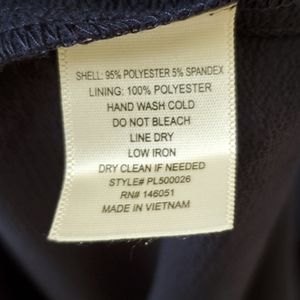 SHELL: 95% POLYESTER 5% SPANDEX
LINING: 100% POLYESTER
HAND WASH COLD
DO NOT BLEACH
LINE DRY
LOW IRON
DRY CLEAN IF NEEDED
STYLE# PL500026
RN# 146051
MADE IN VIETNAM